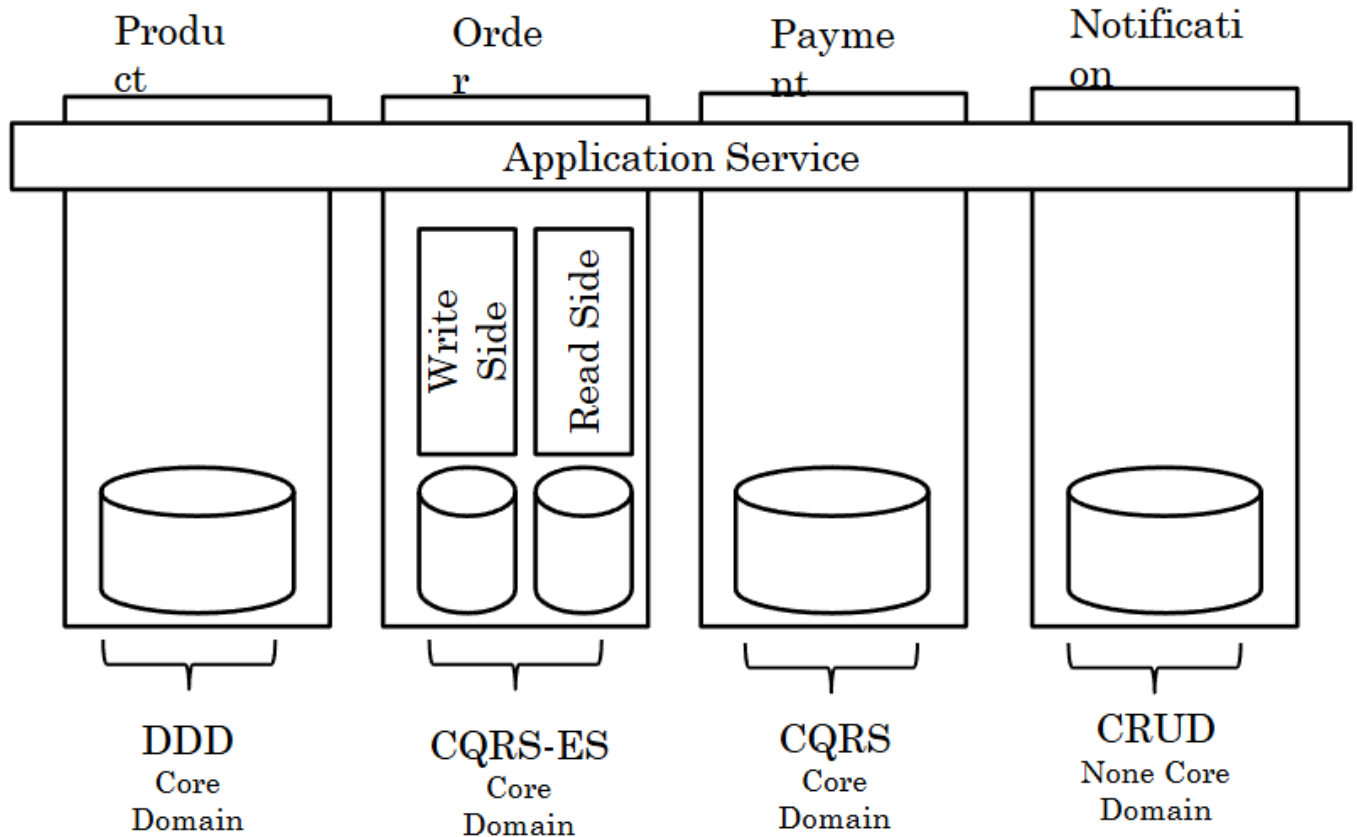 Produ
ct
Orde
r
Payme
nt
Notificati
on
Application Service
Write
Side
Read Side
DDD
Core
Domain
CQRS-ES
Core
Domain
CQRS
Core
Domain
CRUD
None Core
Domain